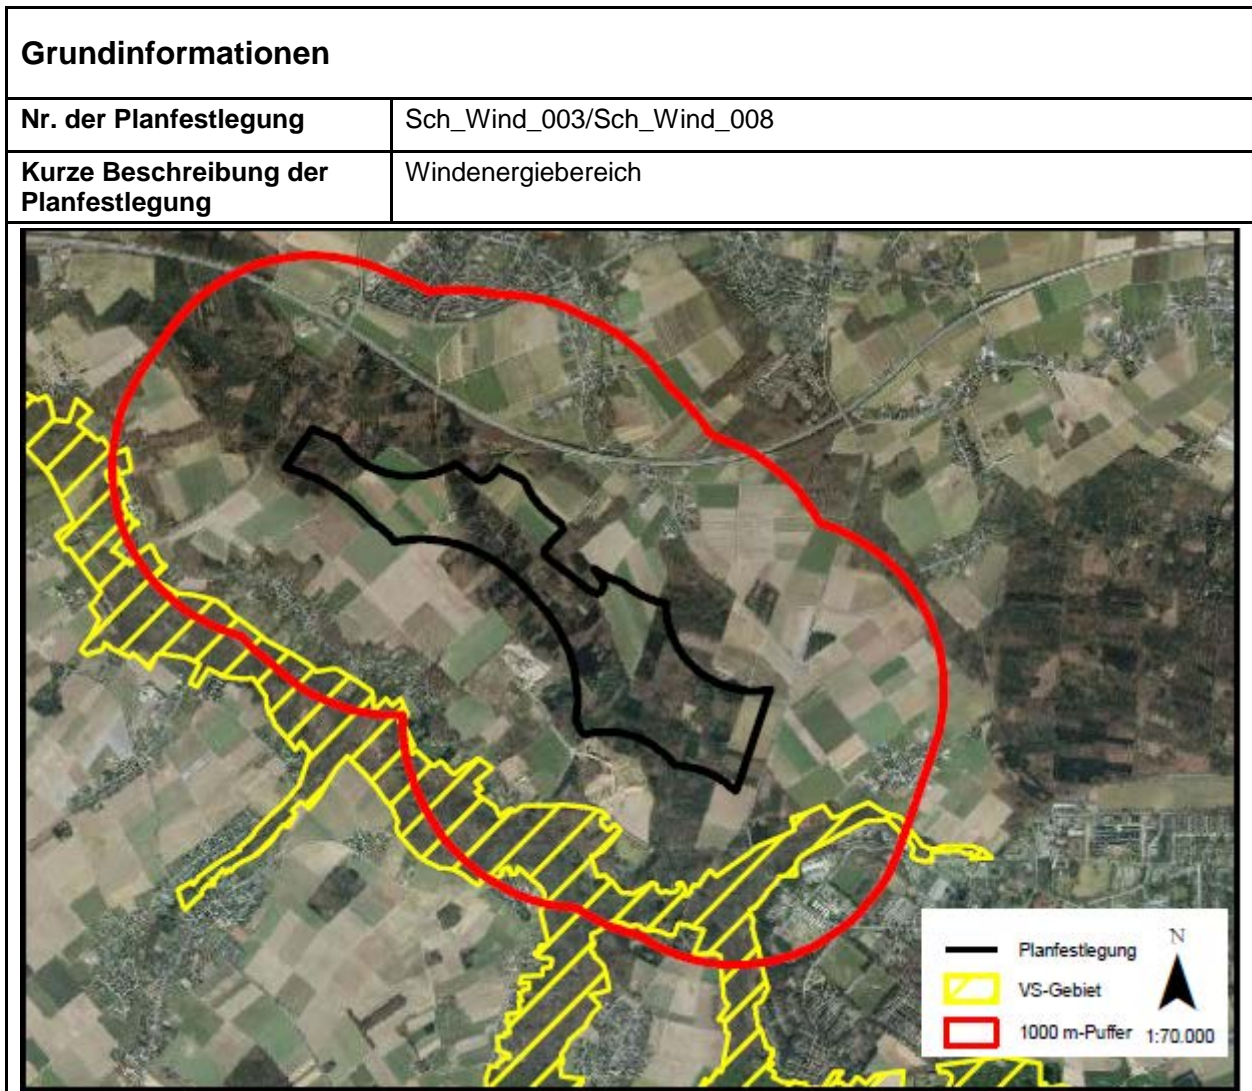 Grundinformationen
Nr. der Planfestlegung
Sch_Wind_003/Sch_Wind_008
Kurze Beschreibung der
Planfestlegung
Windenergiebereich
N
Planfestlegung
VS-Gebiet
1000 m-Puffer
1:70.000